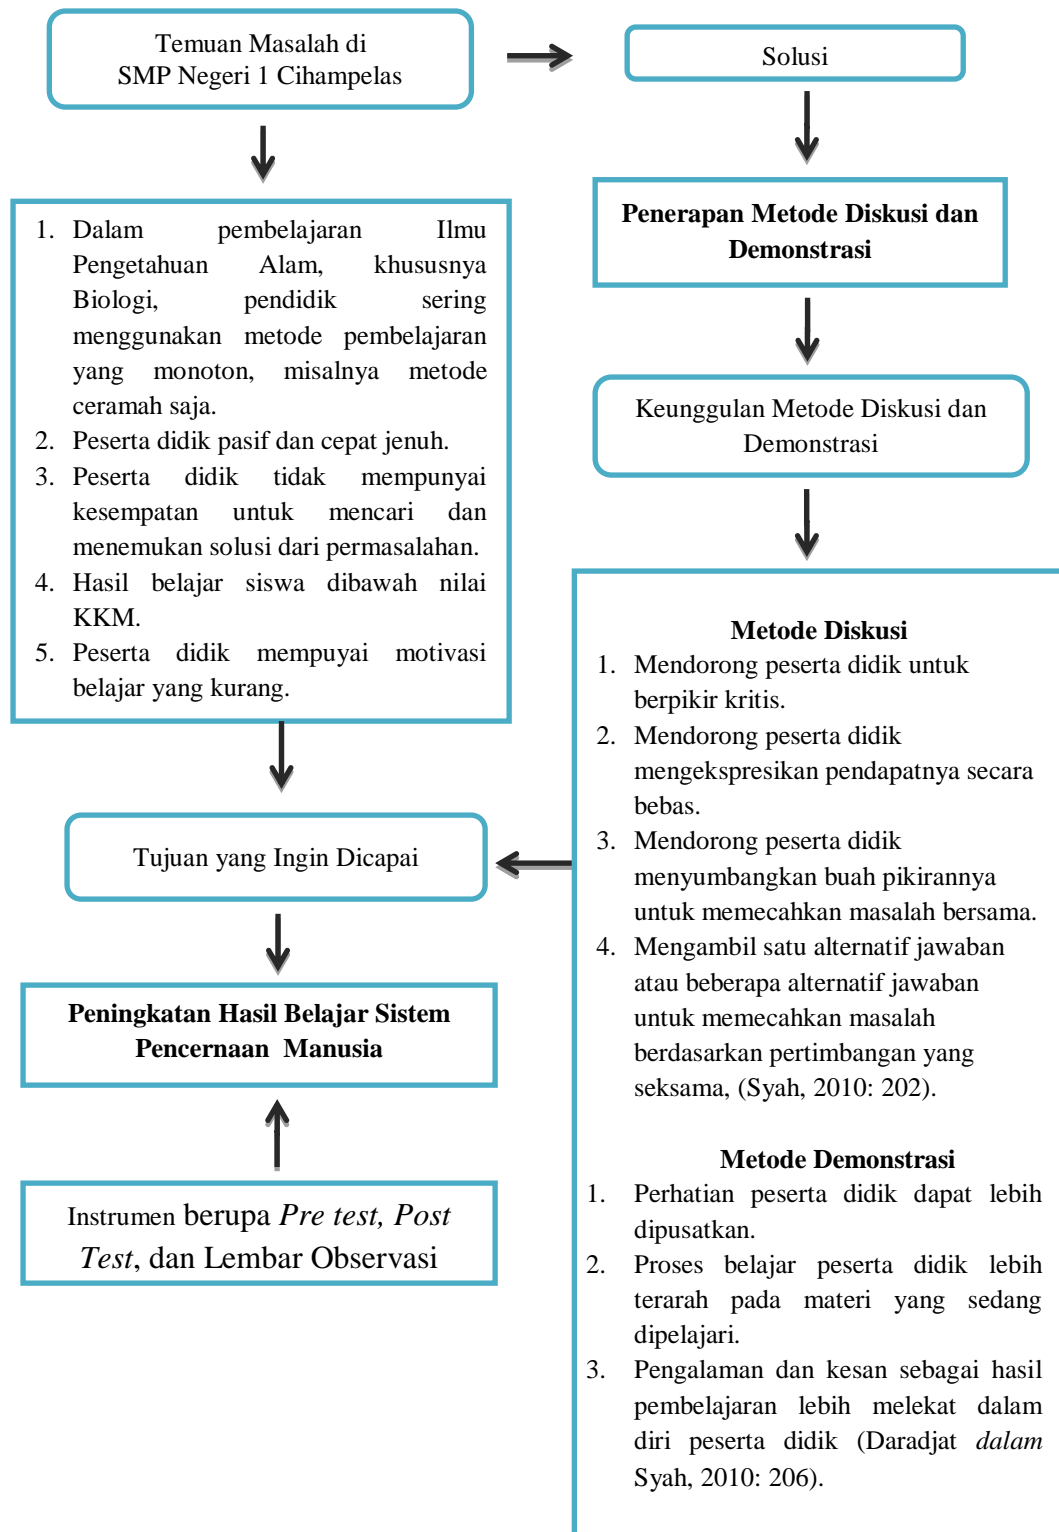 Temuan Masalah di
SMP Negeri 1 Cihampelas
Solusi
1. Dalam pembelajaran Ilmu
Pengetahuan Alam, khususnya
Biologi, pendidik sering
menggunakan metode pembelajaran
yang monoton, misalnya metode
ceramah saja.
2. Peserta didik pasif dan cepat jenuh.
3. Peserta didik tidak mempunyai
kesempatan untuk mencari dan
menemukan solusi dari permasalahan.
4. Hasil belajar siswa dibawah nilai
KKM.
5. Peserta didik mempuyai motivasi
belajar yang kurang.
Penerapan Metode Diskusi dan
Demonstrasi
Keunggulan Metode Diskusi dan
Demonstrasi
Metode Diskusi
1. Mendorong peserta didik untuk
berpikir kritis.
2. Mendorong peserta didik
mengekspresikan pendapatnya secara
bebas.
3. Mendorong peserta didik
menyumbangkan buah pikirannya
untuk memecahkan masalah bersama.
4. Mengambil satu alternatif jawaban
atau beberapa alternatif jawaban
untuk memecahkan masalah
berdasarkan pertimbangan yang
seksama, (Syah, 2010: 202).
Metode Demonstrasi
1. Perhatian peserta didik dapat lebih
dipusatkan.
2. Proses belajar peserta didik lebih
terarah pada materi yang sedang
dipelajari.
3. Pengalaman dan kesan sebagai hasil
pembelajaran lebih melekat dalam
diri peserta didik (Daradjat dalam
Syah, 2010: 206).
Tujuan yang Ingin Dicapai
Peningkatan Hasil Belajar Sistem
Pencernaan Manusia
Instrumen berupa Pre test, Post
Test, dan Lembar Observasi